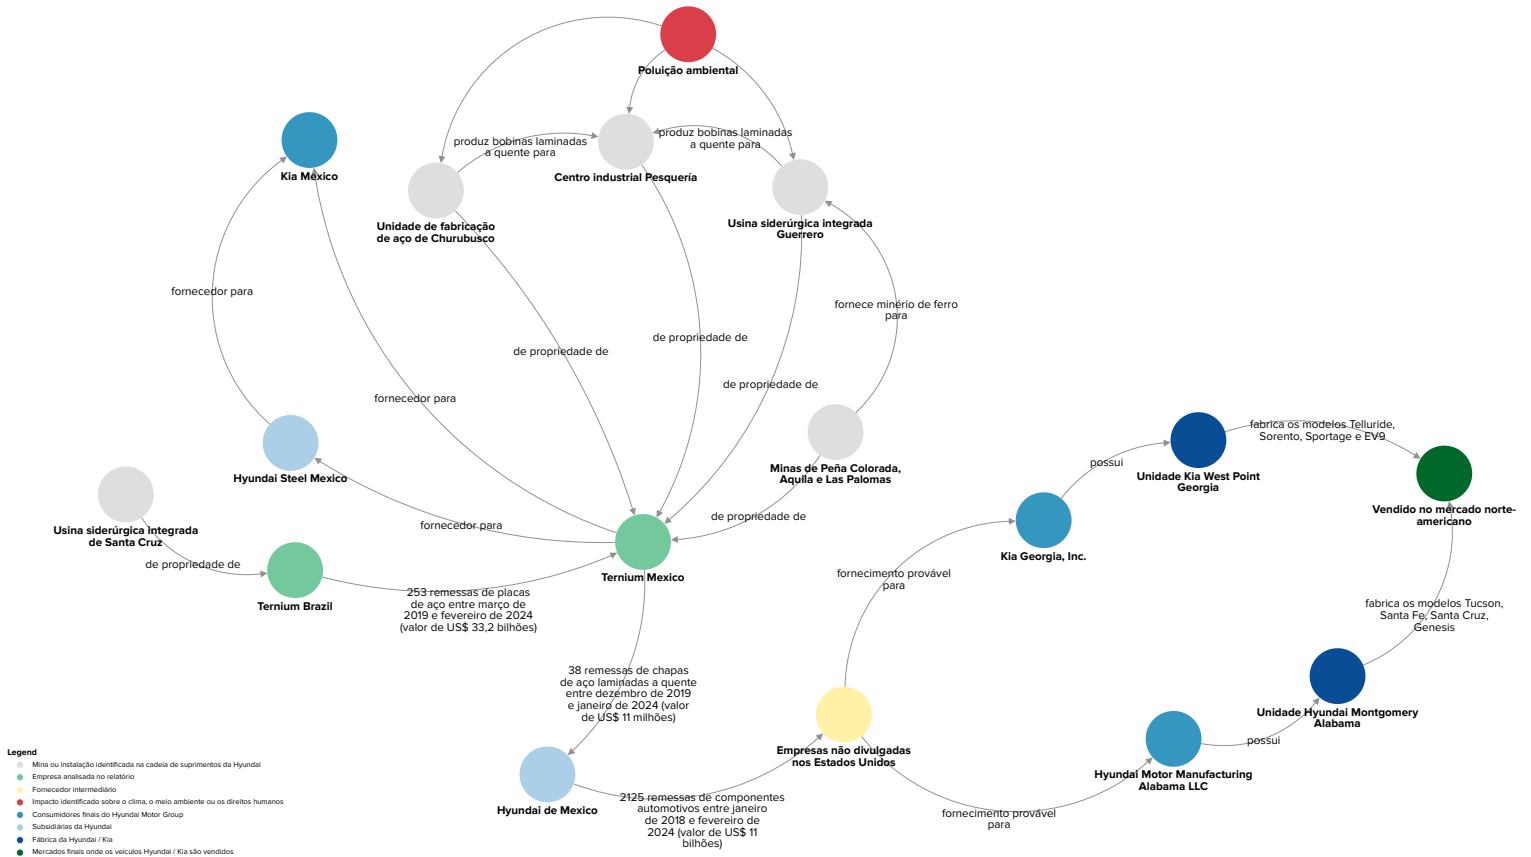 Poluição ambiental
produz bobinas laminadas
a quente para
produz bobinas laminadas
a quente para
Kia Mexico
Centro industrial Pesquería
Unidade de fabricação
de aço de Churubusco
Usina siderúrgica integrada
Guerrero
fornecedor para
fornece minério de ferro
para
de propriedade de
de propriedade de
de propriedade de
fornecedor para
fabrica os modelos Telluride,
Sorento, Sportage e EV9
possui
Minas de Peña Colorada,
Aquila e Las Palomas
Hyundai Steel Mexico
Unidade Kia West Point
Georgia
Vendido no mercado norte-
americano
de propriedade de
fornecedor para
Usina siderúrgica integrada
de Santa Cruz
de propriedade de
Kia Georgia, Inc.
Ternium Mexico
fornecimento provável
para
Ternium Brazil
253 remessas de placas
de aço entre março de
2019 e fevereiro de 2024
(valor de US$ 33,2 bilhões)
fabrica os modelos Tucson,
Santa Fe, Santa Cruz,
Genesis
38 remessas de chapas
de aço laminadas a quente
entre dezembro de 2019
e janeiro de 2024 (valor
de US$ 11 milhões)
Unidade Hyundai Montgomery
Alabama
possui
Empresas não divulgadas
nos Estados Unidos
Hyundai Motor Manufacturing
Alabama LLC
Hyundai de Mexico
2125 remessas de componentes
automotivos entre janeiro
de 2018 e fevereiro de
2024 (valor de US$ 11
bilhões)
fornecimento provável
para
Legend
Mina ou instalação identificada na cadeia de suprimentos da Hyundai
Empresa analisada no relatório
Fornecedor intermediário
Impacto identificado sobre o clima, o meio ambiente ou os direitos humanos
Consumidores finais do Hyundai Motor Group
Subsidiárias da Hyundai
Fábrica da Hyundai / Kia
Mercados finais onde os veículos Hyundai / Kia são vendidos